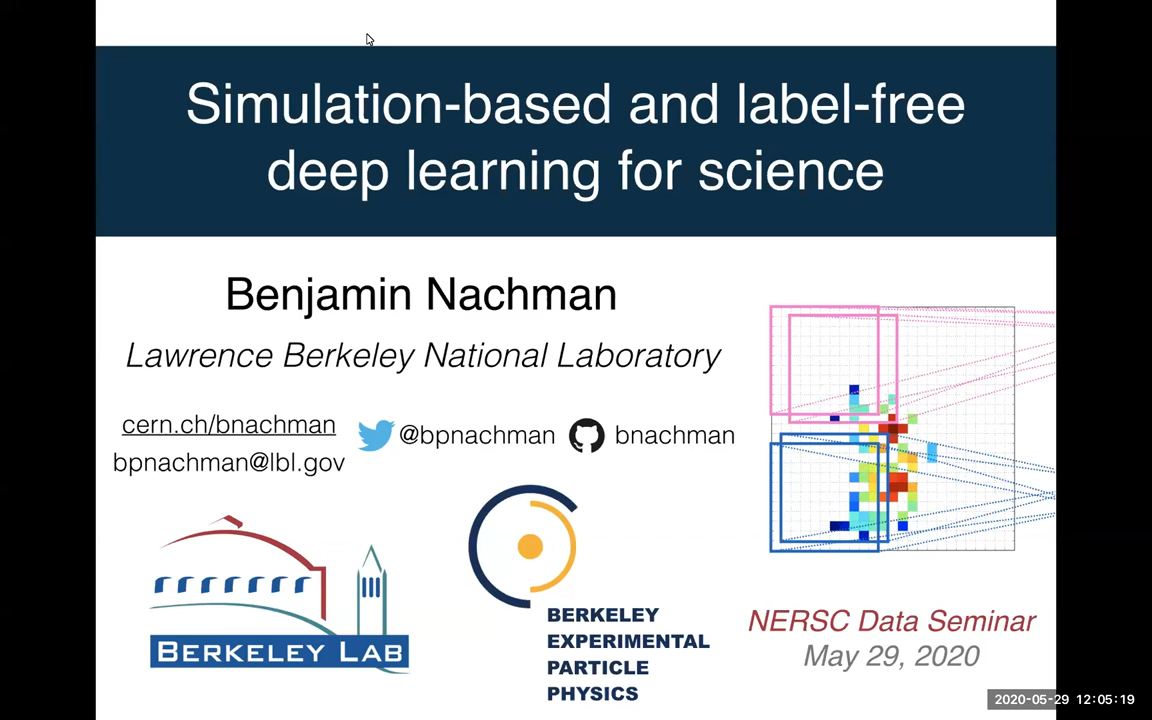 Simulation-based and label-free
deep learning for science
Benjamin Nachman
Lawrence Berkeley National Laboratory
cern.ch/bnachman
bpnachman@lbl.gov
@bpnachman
bnachman
BERKELEY LAB
BERKELEY
EXPERIMENTAL
PARTICLE
PHYSICS
NERSC Data Seminar
May 29, 2020
2020-05-29 12:05:19